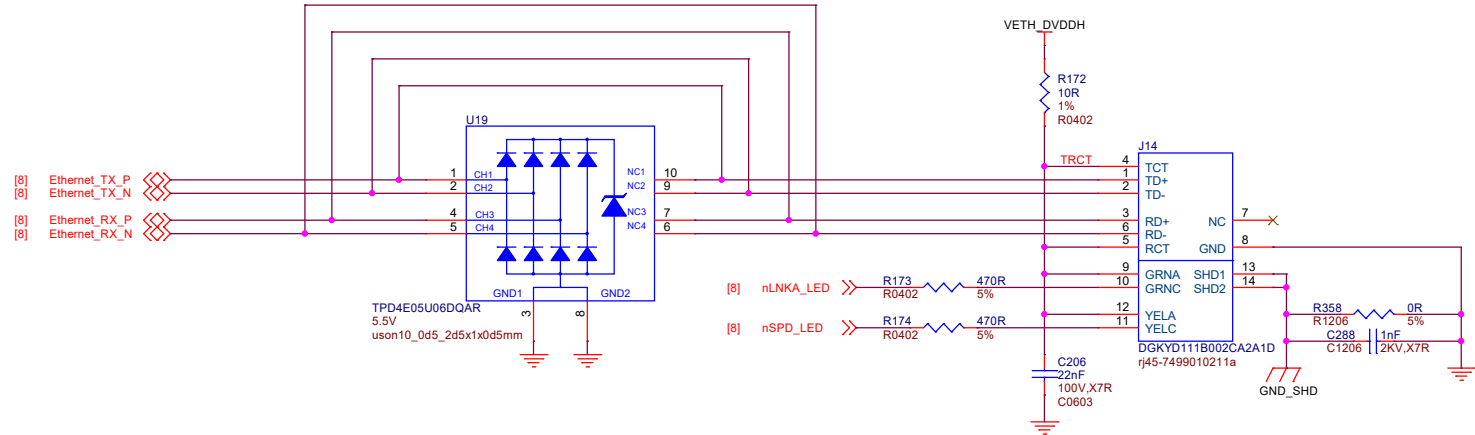 VETH_DVDDH
R172
10R
1%
R0402
U19
J14
TRCT
[8] Ethernet_TX_P
[8] Ethernet_TX_N
[8] Ethernet_RX_P
[8] Ethernet_RX_N
1 CH1
2 CH2
4 CH3
5 CH4
NC1 10
NC2 9
NC3 7
NC4 6
GND1 GND2
3 8
TPD4E05U06DQAR
5.5V
uson10_0d5_2d5x1x0d5mm
4 TCT
1 TD+
2 TD-
3 RD+
6 RD-
5 RCT
NC 7
GND 8
9 GRNA
10 GRNC
12 YELA
11 YELC
SHD1 13
SHD2 14
[8] nLNKA_LED
R173 470R
R0402 5%
[8] nSPD_LED
R174 470R
R0402 5%
DGKYD111B002CA2A1D
rj45-7499010211a
R358 0R
R1206 5%
C288 1nF
C1206 2KV,X7R
GND_SHD
C206
22nF
100V,X7R
C0603